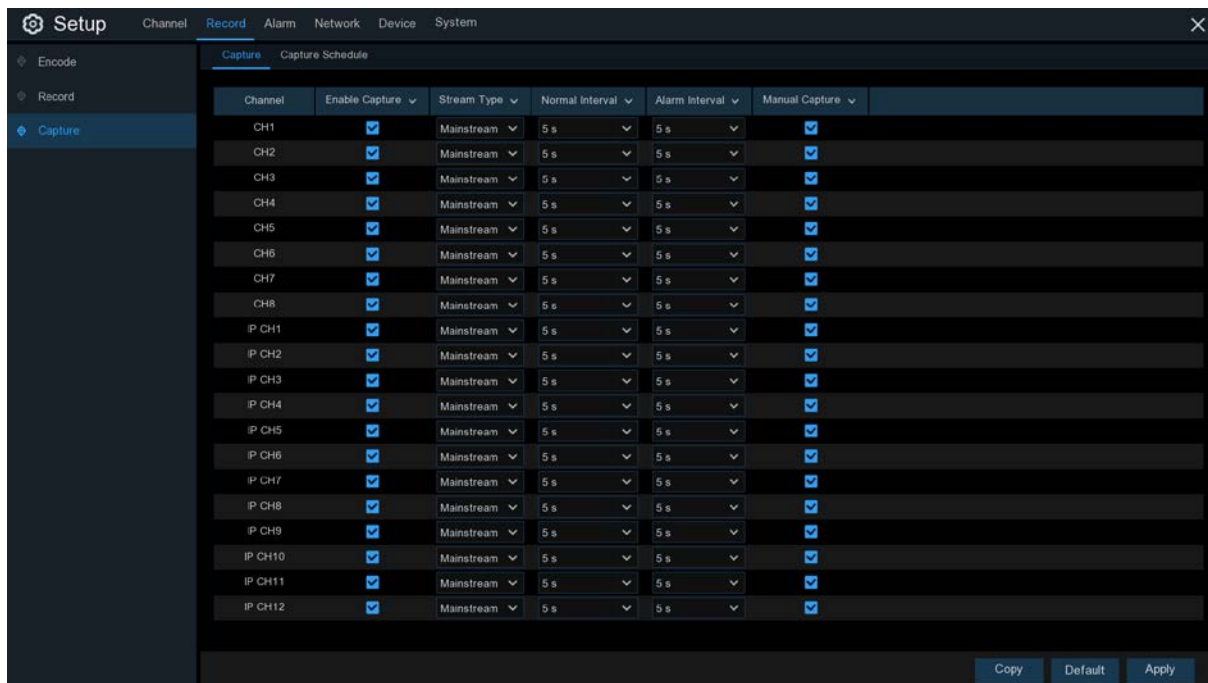 Setup Channel Record Alarm Network Device System
Encode
Record
Capture
Capture Capture Schedule
Channel Enable Capture Stream Type Normal Interval Alarm Interval Manual Capture
CH1 Mainstream 5 s 5 s
CH2 Mainstream 5 s 5 s
CH3 Mainstream 5 s 5 s
CH4 Mainstream 5 s 5 s
CH5 Mainstream 5 s 5 s
CH6 Mainstream 5 s 5 s
CH7 Mainstream 5 s 5 s
CH8 Mainstream 5 s 5 s
IP CH1 Mainstream 5 s 5 s
IP CH2 Mainstream 5 s 5 s
IP CH3 Mainstream 5 s 5 s
IP CH4 Mainstream 5 s 5 s
IP CH5 Mainstream 5 s 5 s
IP CH6 Mainstream 5 s 5 s
IP CH7 Mainstream 5 s 5 s
IP CH8 Mainstream 5 s 5 s
IP CH9 Mainstream 5 s 5 s
IP CH10 Mainstream 5 s 5 s
IP CH11 Mainstream 5 s 5 s
IP CH12 Mainstream 5 s 5 s
Copy Default Apply